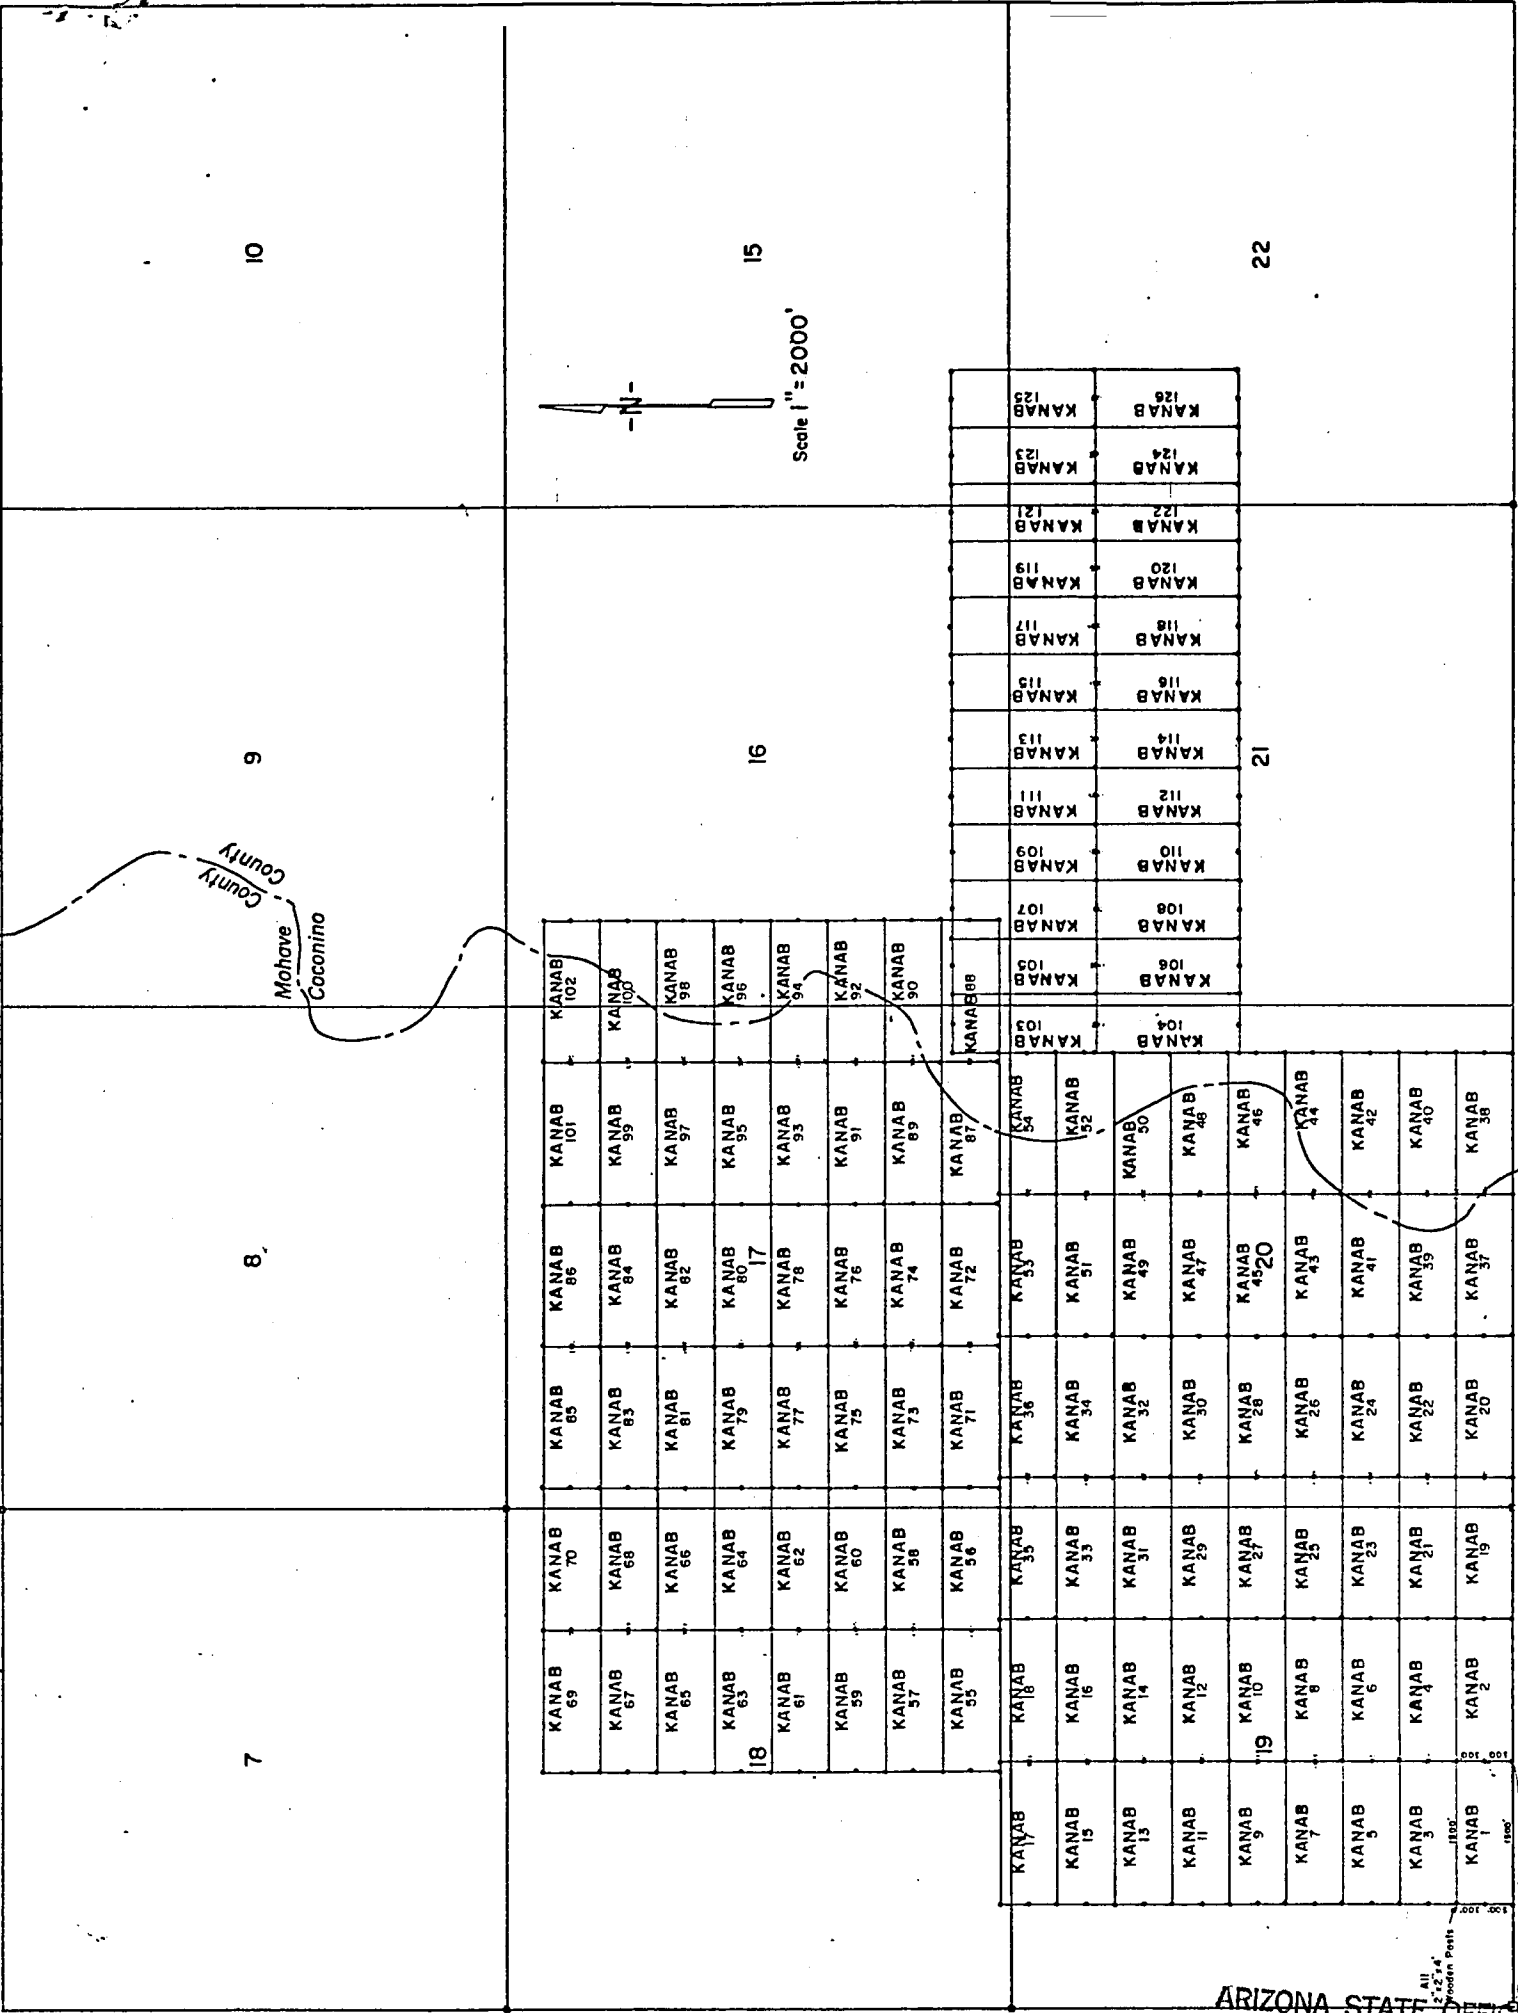 7
8
9
10
Mohave County
Coconino County
KANAB 69
KANAB 70
KANAB 85
KANAB 86
KANAB 101
KANAB 102
KANAB 67
KANAB 68
KANAB 83
KANAB 84
KANAB 99
KANAB 100
-N-
KANAB 65
KANAB 66
KANAB 81
KANAB 82
KANAB 97
KANAB 98
KANAB 63
KANAB 64
KANAB 79
KANAB 80
KANAB 95
KANAB 96
18
17
16
15
KANAB 61
KANAB 62
KANAB 77
KANAB 78
KANAB 93
KANAB 94
Scale 1"=2000'
KANAB 59
KANAB 60
KANAB 75
KANAB 76
KANAB 91
KANAB 92
KANAB 57
KANAB 58
KANAB 73
KANAB 74
KANAB 89
KANAB 90
KANAB 55
KANAB 56
KANAB 71
KANAB 72
KANAB 87
KANAB 88
KANAB 17
KANAB 18
KANAB 35
KANAB 36
KANAB 53
KANAB 54
KANAB 103
KANAB 105
KANAB 107
KANAB 109
KANAB 111
KANAB 113
KANAB 115
KANAB 117
KANAB 119
KANAB 121
KANAB 123
KANAB 125
KANAB 15
KANAB 16
KANAB 33
KANAB 34
KANAB 51
KANAB 52
KANAB 13
KANAB 14
KANAB 31
KANAB 32
KANAB 49
KANAB 50
KANAB 104
KANAB 106
KANAB 108
KANAB 110
KANAB 112
KANAB 114
KANAB 116
KANAB 118
KANAB 120
KANAB 122
KANAB 124
KANAB 126
KANAB 11
KANAB 12
KANAB 29
KANAB 30
KANAB 47
KANAB 48
KANAB 9
KANAB 10
KANAB 27
KANAB 28
KANAB 45
KANAB 46
19
20
21
22
KANAB 7
KANAB 8
KANAB 25
KANAB 26
KANAB 43
KANAB 44
KANAB 5
KANAB 6
KANAB 23
KANAB 24
KANAB 41
KANAB 42
KANAB 3
KANAB 4
KANAB 21
KANAB 22
KANAB 39
KANAB 40
All
2"x2"x4'
Wooden Posts
1500'
300' 300'
300' 300'
KANAB 1
KANAB 2
KANAB 19
KANAB 20
KANAB 37
KANAB 38
1500'
ARIZONA STATE